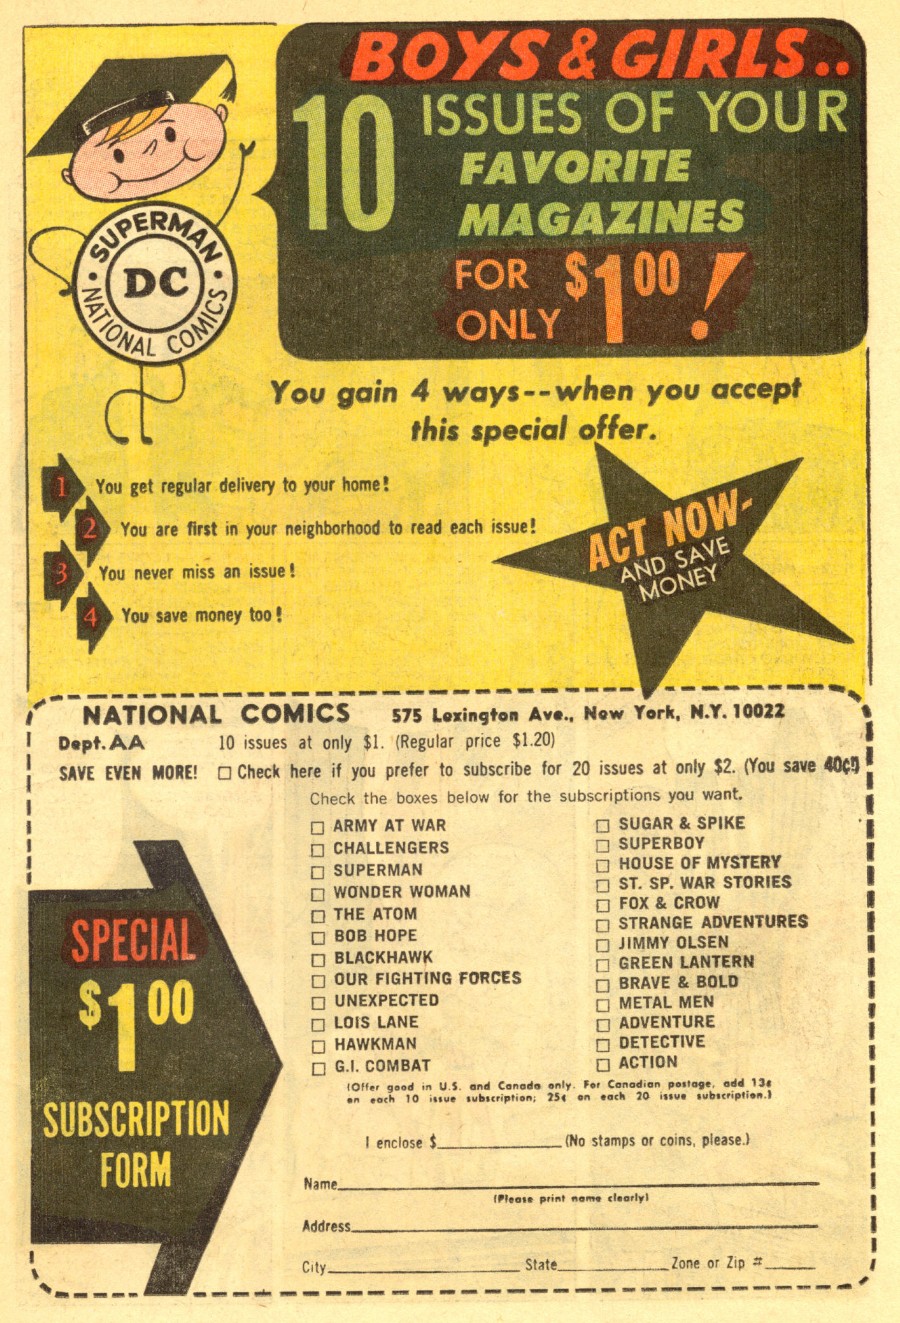 BOYS & GIRLS..
10 ISSUES OF YOUR
FAVORITE
MAGAZINES
FOR ONLY $1.00!
SUPERMAN
DC
NATIONAL COMICS
You gain 4 ways--when you accept
this special offer.
1 You get regular delivery to your home!
2 You are first in your neighborhood to read each issue!
3 You never miss an issue!
4 You save money too!
ACT NOW-
AND SAVE
MONEY
NATIONAL COMICS 575 Lexington Ave., New York, N.Y. 10022
Dept. AA 10 issues at only $1. (Regular price $1.20)
SAVE EVEN MORE! □ Check here if you prefer to subscribe for 20 issues at only $2. (You save 40¢!)
Check the boxes below for the subscriptions you want.
□ ARMY AT WAR
□ CHALLENGERS
□ SUPERMAN
□ WONDER WOMAN
□ THE ATOM
□ BOB HOPE
□ BLACKHAWK
□ OUR FIGHTING FORCES
□ UNEXPECTED
□ LOIS LANE
□ HAWKMAN
□ G.I. COMBAT
□ SUGAR & SPIKE
□ SUPERBOY
□ HOUSE OF MYSTERY
□ ST. SP. WAR STORIES
□ FOX & CROW
□ STRANGE ADVENTURES
□ JIMMY OLSEN
□ GREEN LANTERN
□ BRAVE & BOLD
□ METAL MEN
□ ADVENTURE
□ DETECTIVE
□ ACTION
(Offer good in U.S. and Canada only. For Canadian postage, add 13¢
on each 10 issue subscription; 25¢ on each 20 issue subscription.)
SPECIAL
$1.00
SUBSCRIPTION
FORM
I enclose $____________ (No stamps or coins, please.)
Name____________
(Please print name clearly)
Address____________
City____________ State____________ Zone or Zip #______